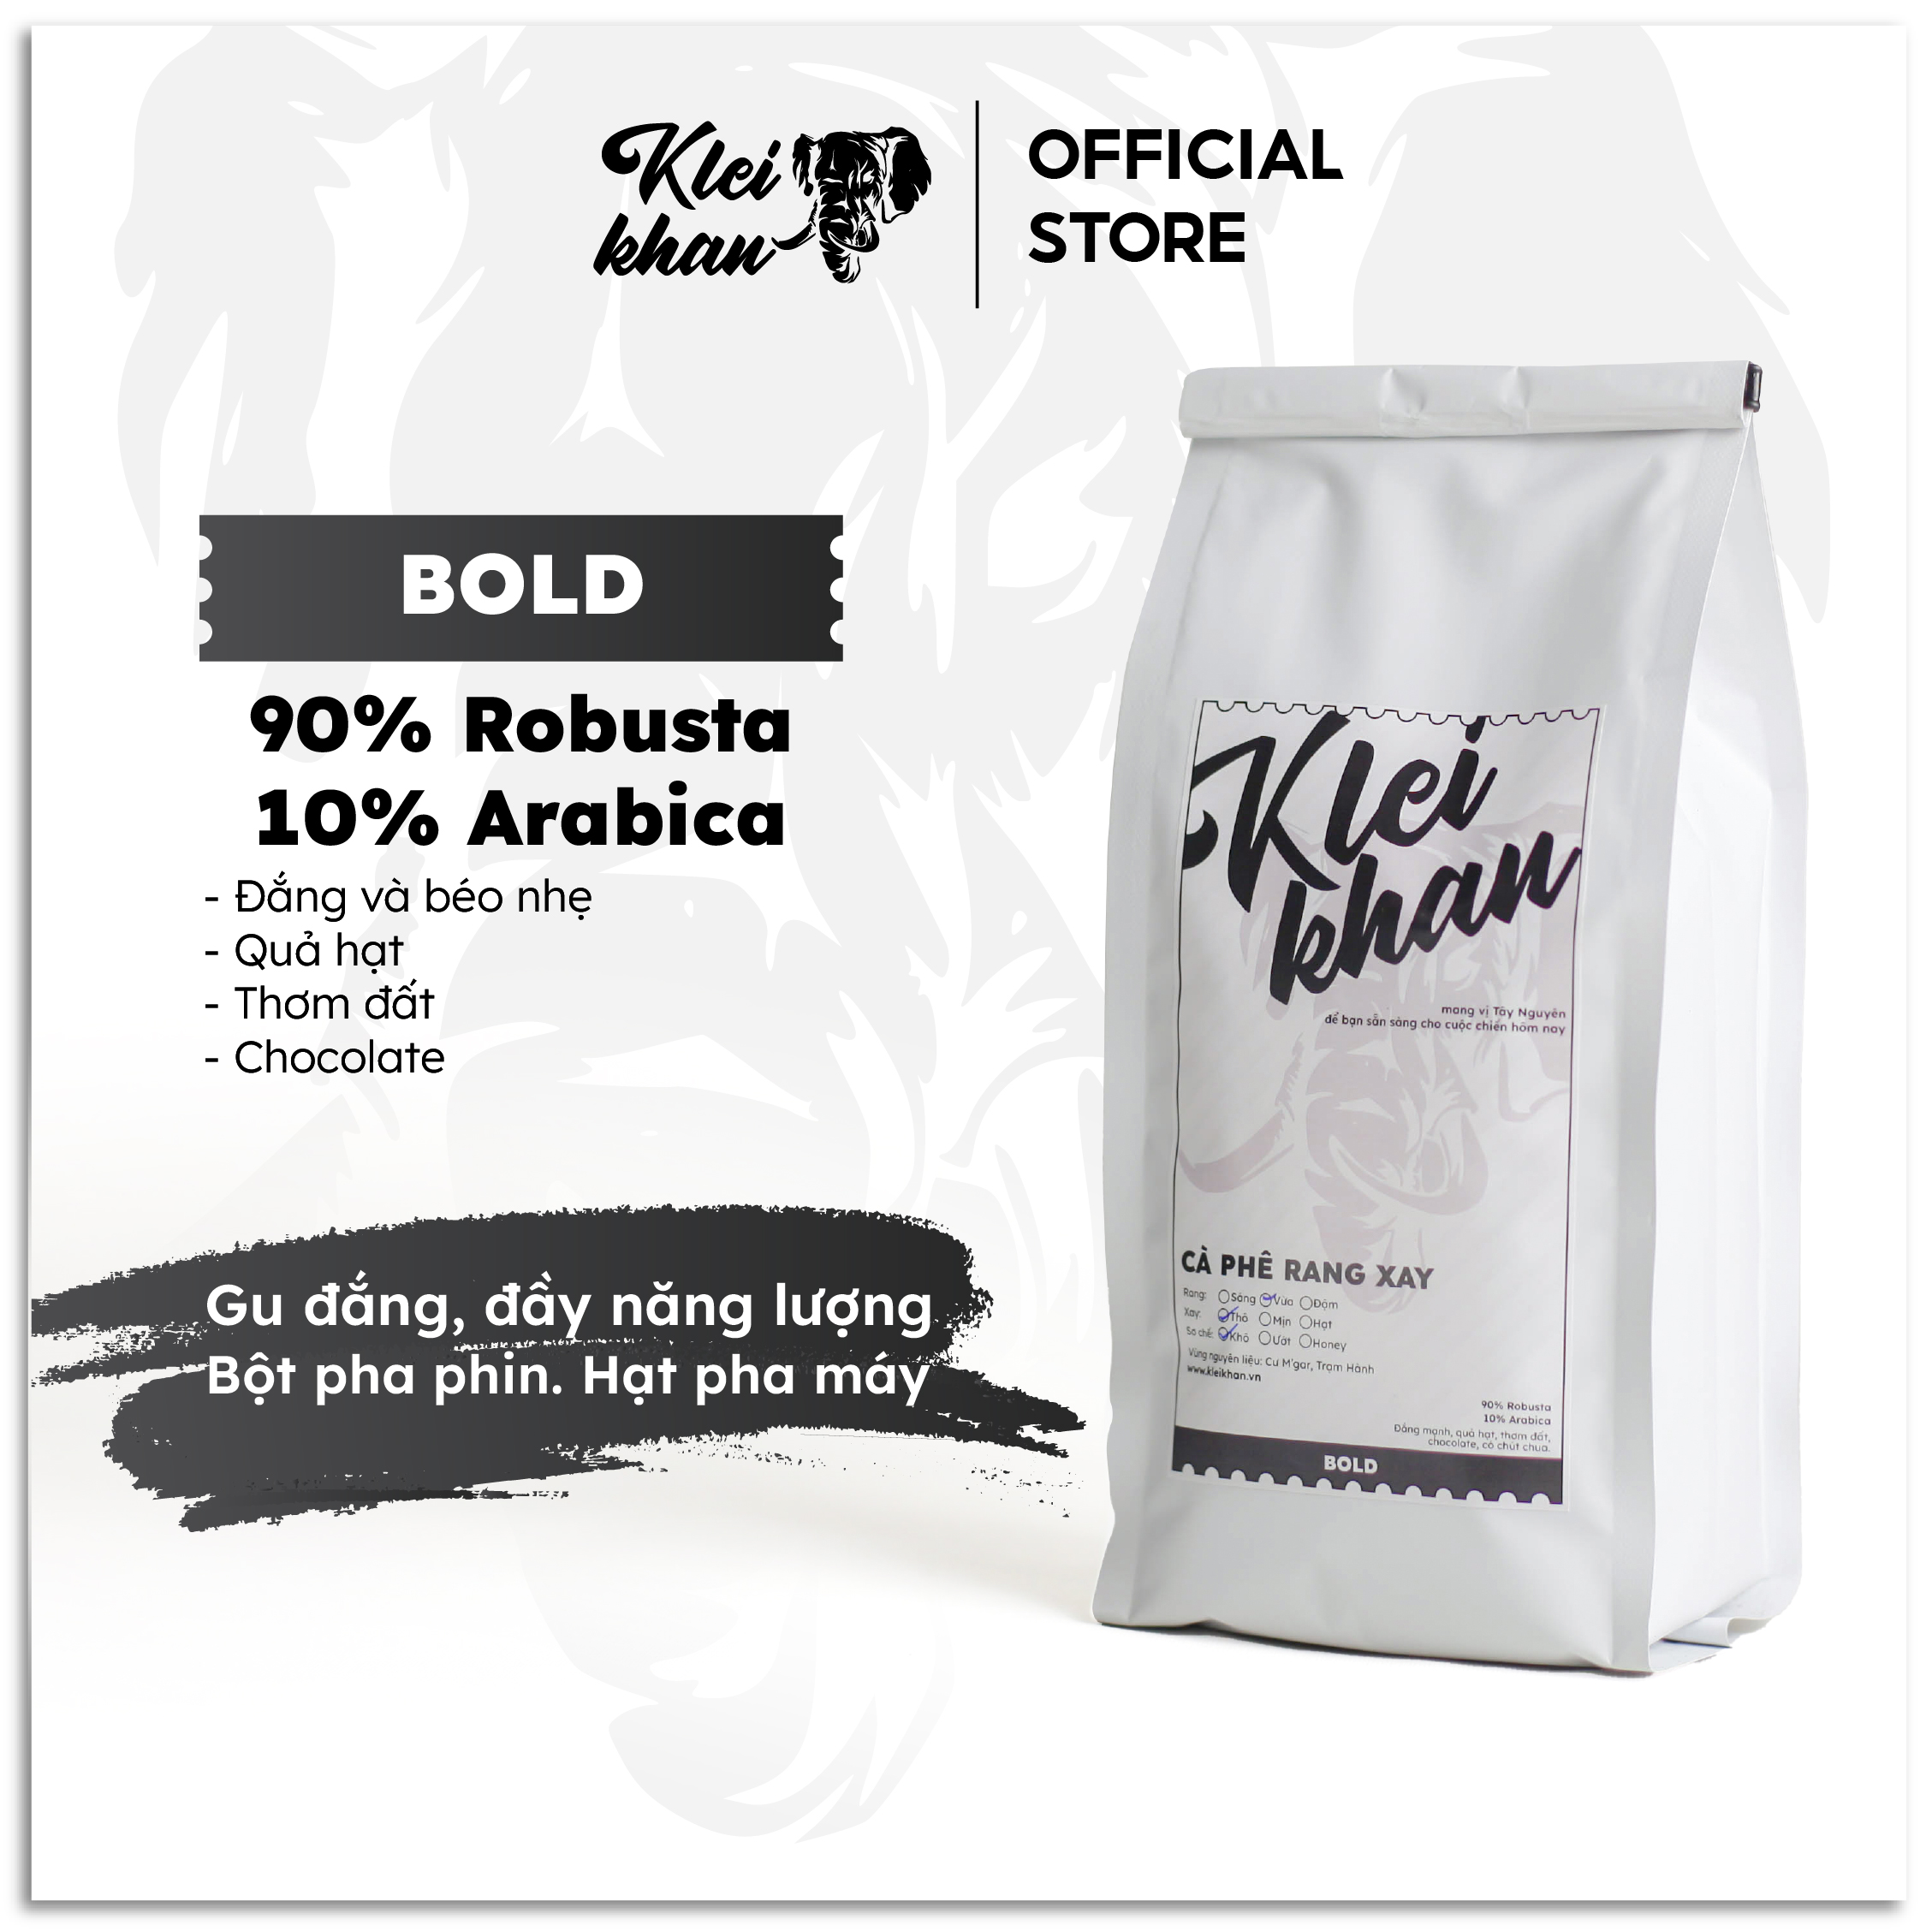 Klei
khan
OFFICIAL
STORE
BOLD
90% Robusta
10% Arabica
- Đắng và béo nhẹ
- Quả hạt
- Thơm đất
- Chocolate
Gu đắng, đầy năng lượng
Bột pha phin. Hạt pha máy
Klei
khan
mang vị Tây Nguyên
để bạn sẵn sàng cho cuộc chiến hôm nay
CÀ PHÊ RANG XAY
Rang: Sáng Vừa Đậm
Xay: Thô Mịn Hạt
Sơ chế: Khô Ướt Honey
Vùng nguyên liệu: Cư M'gar, Trạm Hành
www.kleikhan.vn
90% Robusta
10% Arabica
Đắng mạnh, quả hạt, thơm đất,
chocolate, có chút chua.
BOLD